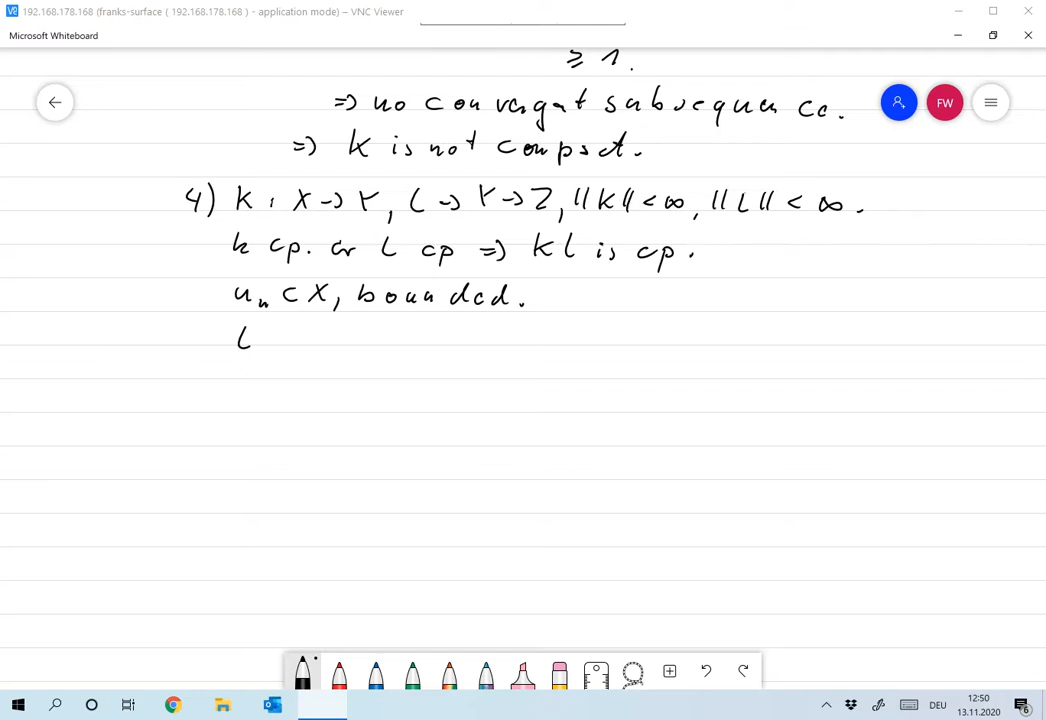 192.168.178.168 (franks-surface ( 192.168.178.168 ) - application mode) – VNC Viewer
Microsoft Whiteboard
≥ 1.
⇒ no convergent subsequence.
FW
⇒ K is not compact.
4) K : X → Y, L → Y → Z, ||K|| < ∞, ||L|| < ∞.
K cp. or L cp ⇒ KL is cp.
u_n ⊂ X, bounded.
L
DEU
12:50
13.11.2020
6